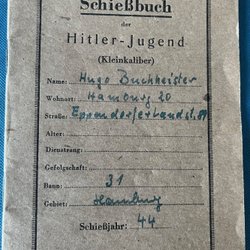 Schießbuch
der
Hitler-Jugend
(Kleinkaliber)
Name: Hugo Buchheister
Wohnort: Hamburg 20
Straße: Eppendorferlandstr. 
Alter:
Dienstrang:
Gefolgschaft:
Bann: 31
Gebiet: Hamburg
Schießjahr: 44